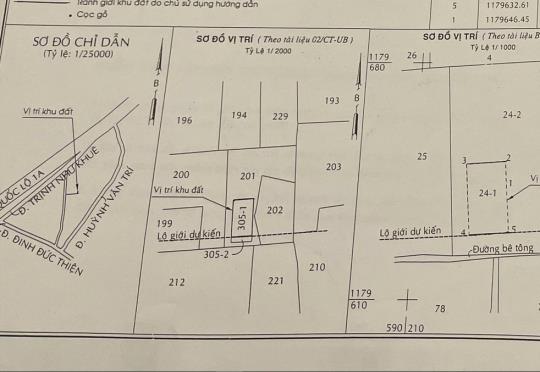 Ranh giới khu đất do chủ sử dụng hướng dẫn
• Cọc gỗ
5 1179632.61
1 1179646.45
SƠ ĐỒ CHỈ DẪN
(Tỷ lệ: 1/25000)
Vị trí khu đất
QUỐC LỘ 1A
Đ. TRỊNH NHƯ KHUÊ
Đ. HUỲNH VĂN TRÍ
Đ. ĐINH ĐỨC THIỆN
B
SƠ ĐỒ VỊ TRÍ ( Theo tài liệu 02/CT-UB )
Tỷ Lệ 1/ 2000
196
194
229
193
200
201
203
Vị trí khu đất
305-1
202
199
Lộ giới dự kiến
305-2
212
221
210
B
SƠ ĐỒ VỊ TRÍ ( Theo tài liệu B
Tỷ Lệ 1/ 1000
1179
680
26
4
24-2
25
3
2
24-1
1
Vị
Lộ giới dự kiến
4
5
Đường bê tông
1179
610
78
590 210